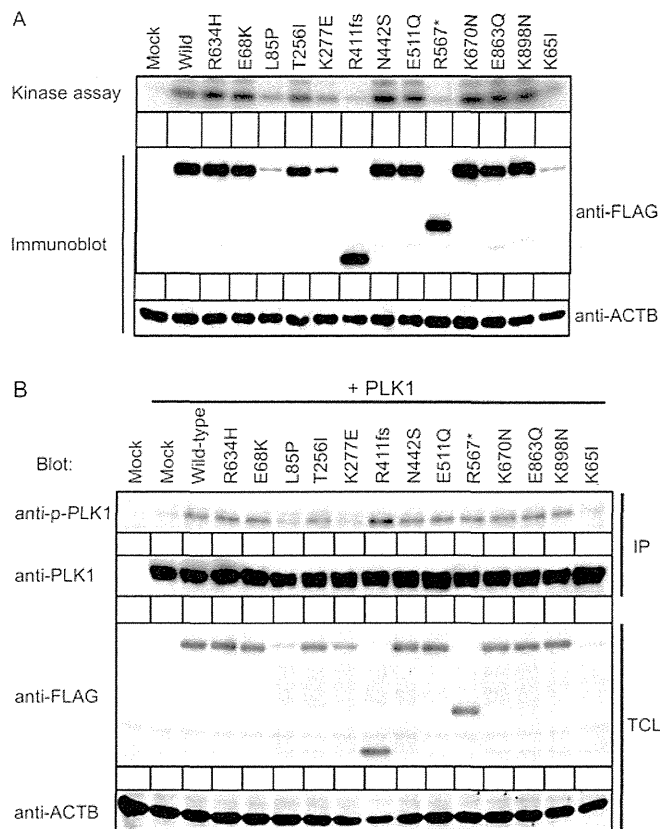 A
Mock
Wild
R634H
E68K
L85P
T256I
K277E
R411fs
N442S
E511Q
R567*
K670N
E863Q
K898N
K65I
Kinase assay
Immunoblot
anti-FLAG
anti-ACTB
B
+ PLK1
Blot:
Mock
Mock
Wild-type
R634H
E68K
L85P
T256I
K277E
R411fs
N442S
E511Q
R567*
K670N
E863Q
K898N
K65I
anti-p-PLK1
anti-PLK1
IP
anti-FLAG
TCL
anti-ACTB